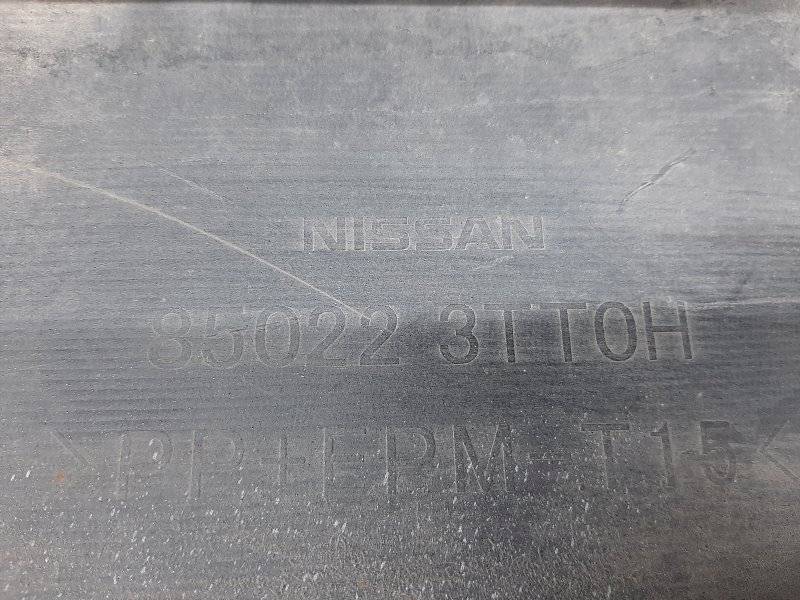 NISSAN
85022 3TT0H
>PP+EPM-T15<